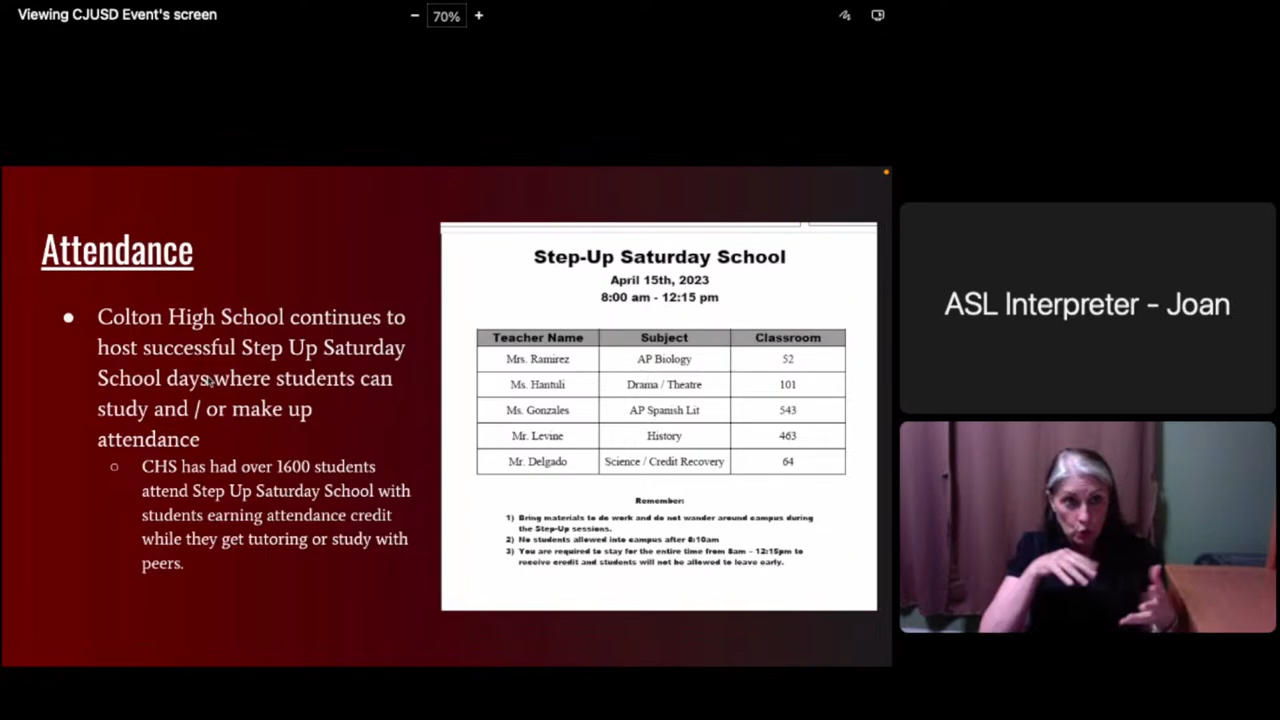 Viewing CJUSD Event's screen
− 70% +
Attendance
● Colton High School continues to
host successful Step Up Saturday
School days where students can
study and / or make up
attendance
○ CHS has had over 1600 students
attend Step Up Saturday School with
students earning attendance credit
while they get tutoring or study with
peers.
Step-Up Saturday School
April 15th, 2023
8:00 am - 12:15 pm
Teacher Name Subject Classroom
Mrs. Ramirez AP Biology 52
Ms. Hantuli Drama / Theatre 101
Ms. Gonzales AP Spanish Lit 543
Mr. Levine History 463
Mr. Delgado Science / Credit Recovery 64
Remember:
1) Bring materials to do work and do not wander around campus during
the Step-Up sessions.
2) No students allowed into campus after 8:10am
3) You are required to stay for the entire time from 8am – 12:15pm to
receive credit and students will not be allowed to leave early.
ASL Interpreter - Joan